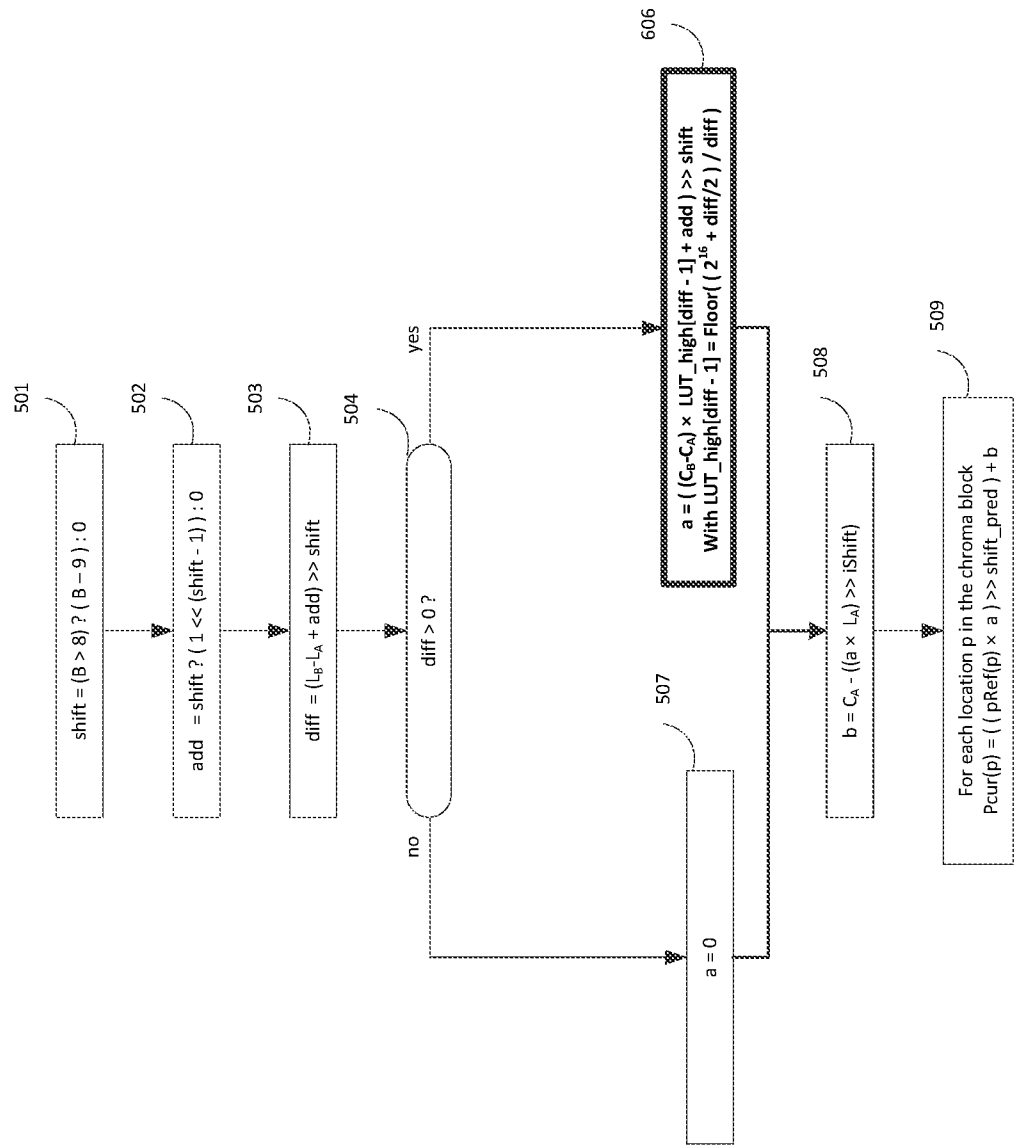 501
shift = (B > 8) ? ( B – 9 ) : 0
502
add = shift ? ( 1 << (shift - 1)) : 0
503
diff = (L_B-L_A + add) >> shift
504
diff > 0 ?
no
yes
606
a = ( (C_B-C_A) × LUT_high[diff - 1] + add ) >> shift
With LUT_high[diff - 1] = Floor( ( 2^16 + diff/2 ) / diff )
507
a = 0
508
b = C_A - ((a × L_A) >> iShift)
509
For each location p in the chroma block
Pcur(p) = ( ( pRef(p) × a ) >> shift_pred ) + b